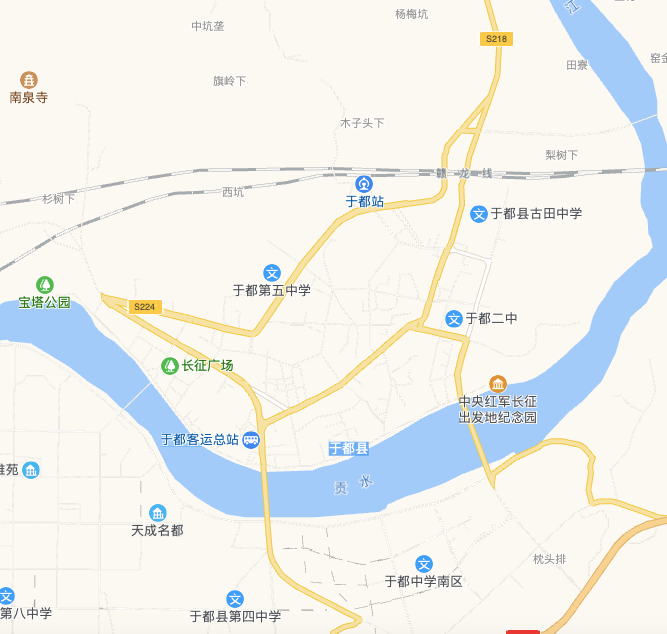 江
杨梅坑
中坑垄
S218
窑金
田寮
旗岭下
南泉寺
木子头下
梨树下
赣龙线
西坑
杉树下
于都站
于都县古田中学
于都第五中学
宝塔公园
S224
于都二中
长征广场
中央红军长征
出发地纪念园
于都客运总站
于都县
雅苑
贡水
天成名都
枕头排
于都中学南区
第八中学
于都县第四中学